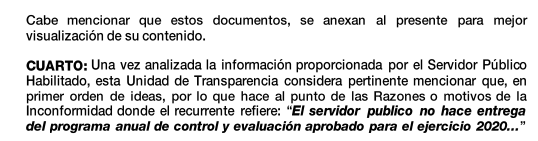 Cabe mencionar que estos documentos, se anexan al presente para mejor
visualización de su contenido.
CUARTO: Una vez analizada la información proporcionada por el Servidor Público
Habilitado, esta Unidad de Transparencia considera pertinente mencionar que, en
primer orden de ideas, por lo que hace al punto de las Razones o motivos de la
Inconformidad donde el recurrente refiere: “El servidor publico no hace entrega
del programa anual de control y evaluación aprobado para el ejercicio 2020...”